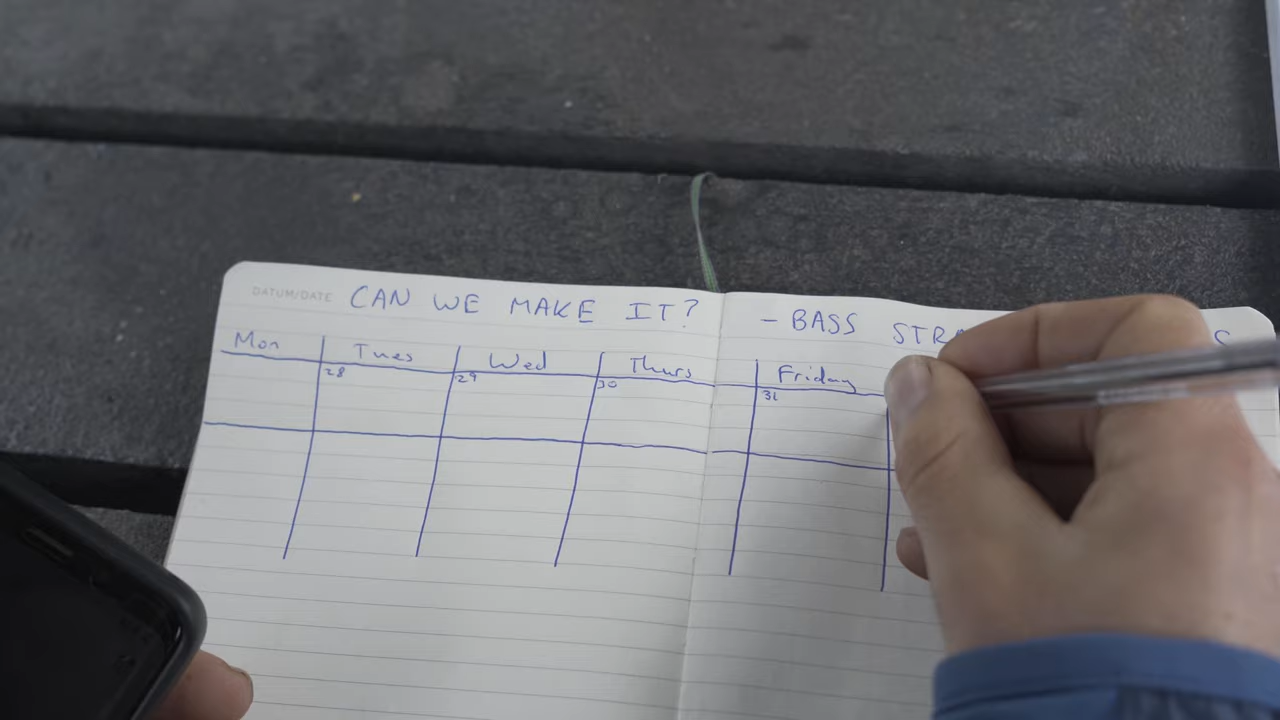 DATUM/DATE CAN WE MAKE IT? - BASS
Mon Tues Wed Thurs Friday
28 29 30 31